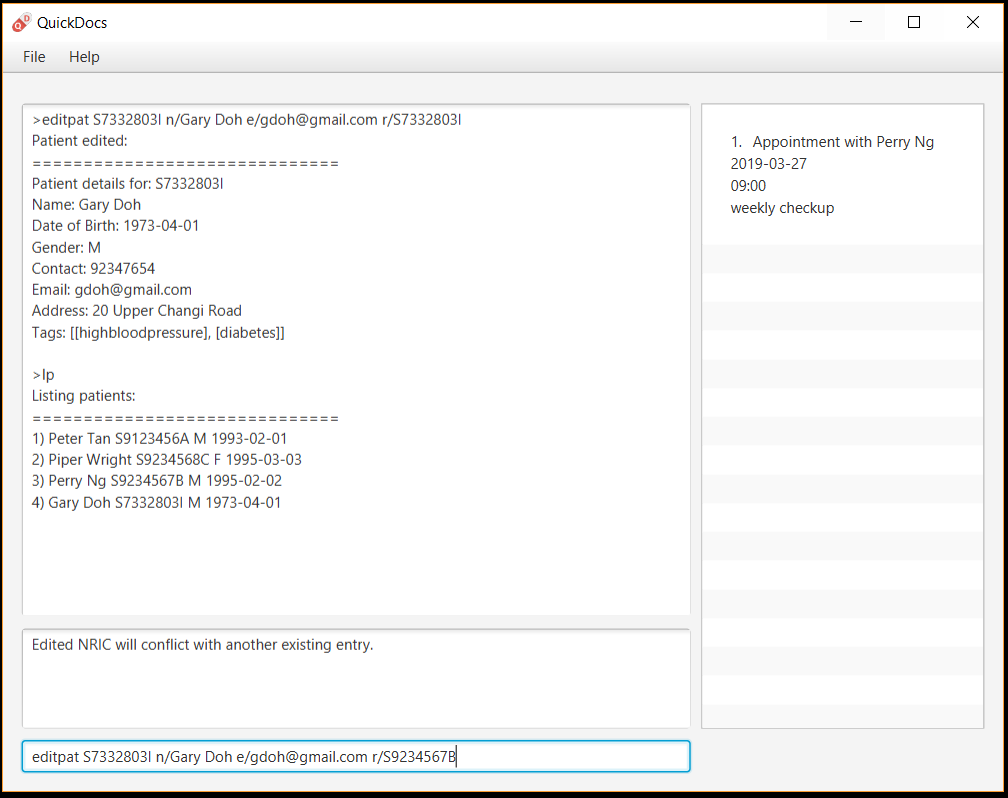 QuickDocs
File Help
>editpat S7332803I n/Gary Doh e/gdoh@gmail.com r/S7332803I
Patient edited:
==============================
Patient details for: S7332803I
Name: Gary Doh
Date of Birth: 1973-04-01
Gender: M
Contact: 92347654
Email: gdoh@gmail.com
Address: 20 Upper Changi Road
Tags: [[highbloodpressure], [diabetes]]
>lp
Listing patients:
==============================
1) Peter Tan S9123456A M 1993-02-01
2) Piper Wright S9234568C F 1995-03-03
3) Perry Ng S9234567B M 1995-02-02
4) Gary Doh S7332803I M 1973-04-01
Edited NRIC will conflict with another existing entry.
editpat S7332803I n/Gary Doh e/gdoh@gmail.com r/S9234567B
1. Appointment with Perry Ng
2019-03-27
09:00
weekly checkup